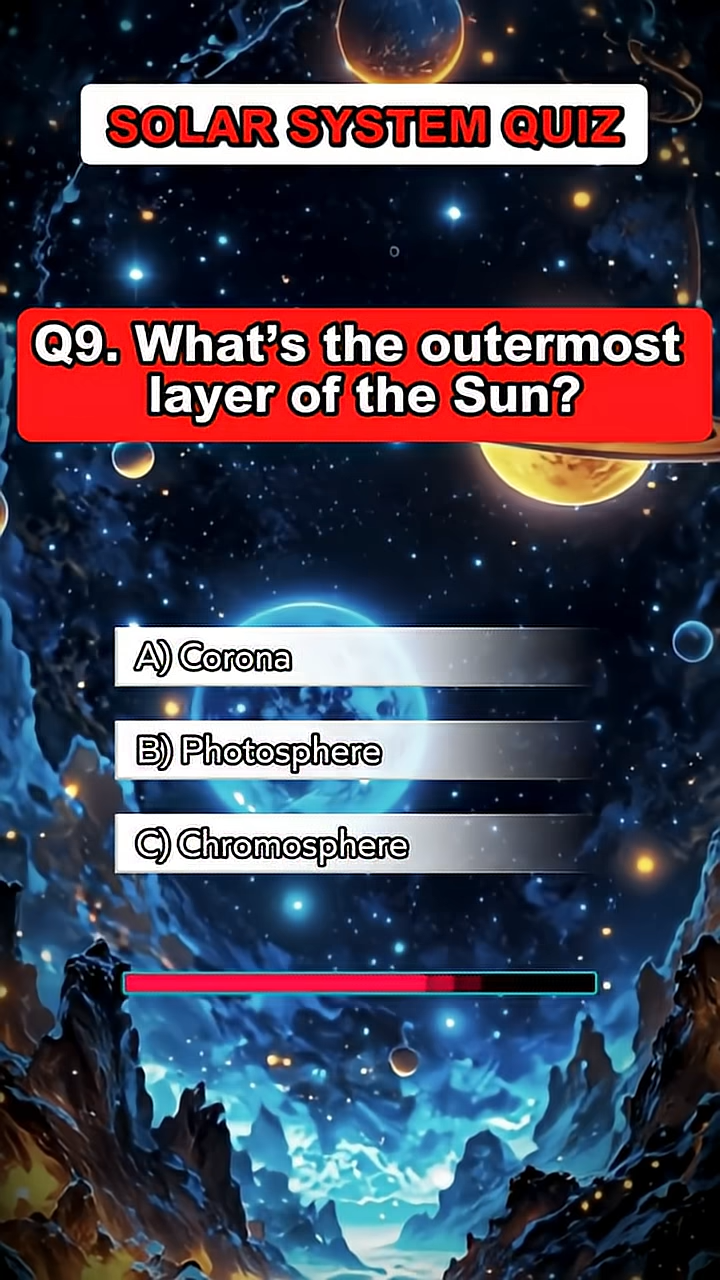 SOLAR SYSTEM QUIZ
Q9. What’s the outermost
layer of the Sun?
A) Corona
B) Photosphere
C) Chromosphere